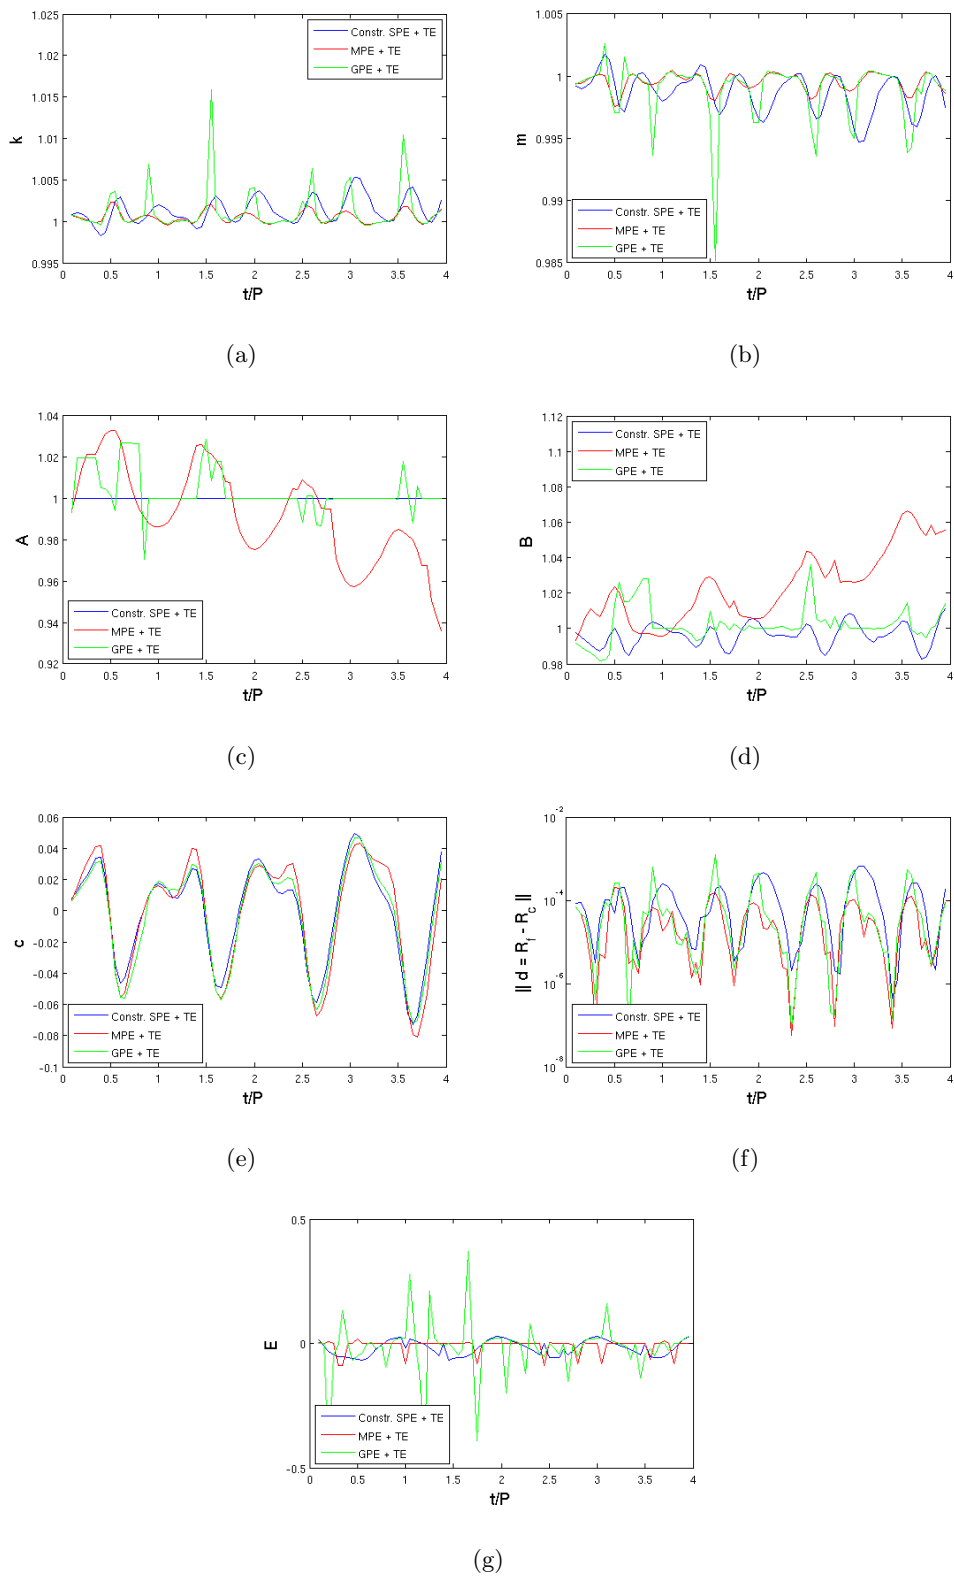 1.025
1.02
1.015
1.01
1.005
1
0.995
k
Constr. SPE + TE
MPE + TE
GPE + TE
0 0.5 1 1.5 2 2.5 3 3.5 4
t/P
(a)
1.005
1
0.995
0.99
0.985
m
Constr. SPE + TE
MPE + TE
GPE + TE
0 0.5 1 1.5 2 2.5 3 3.5 4
t/P
(b)
1.04
1.02
1
0.98
0.96
0.94
0.92
A
Constr. SPE + TE
MPE + TE
GPE + TE
0 0.5 1 1.5 2 2.5 3 3.5 4
t/P
(c)
1.12
1.1
1.08
1.06
1.04
1.02
1
0.98
B
Constr. SPE + TE
MPE + TE
GPE + TE
0 0.5 1 1.5 2 2.5 3 3.5 4
t/P
(d)
0.06
0.04
0.02
0
-0.02
-0.04
-0.06
-0.08
-0.1
c
Constr. SPE + TE
MPE + TE
GPE + TE
0 0.5 1 1.5 2 2.5 3 3.5 4
t/P
(e)
10^-2
10^-4
10^-6
10^-8
|| d = R_f - R_c ||
Constr. SPE + TE
MPE + TE
GPE + TE
0 0.5 1 1.5 2 2.5 3 3.5 4
t/P
(f)
0.5
0
-0.5
E
Constr. SPE + TE
MPE + TE
GPE + TE
0 0.5 1 1.5 2 2.5 3 3.5 4
t/P
(g)